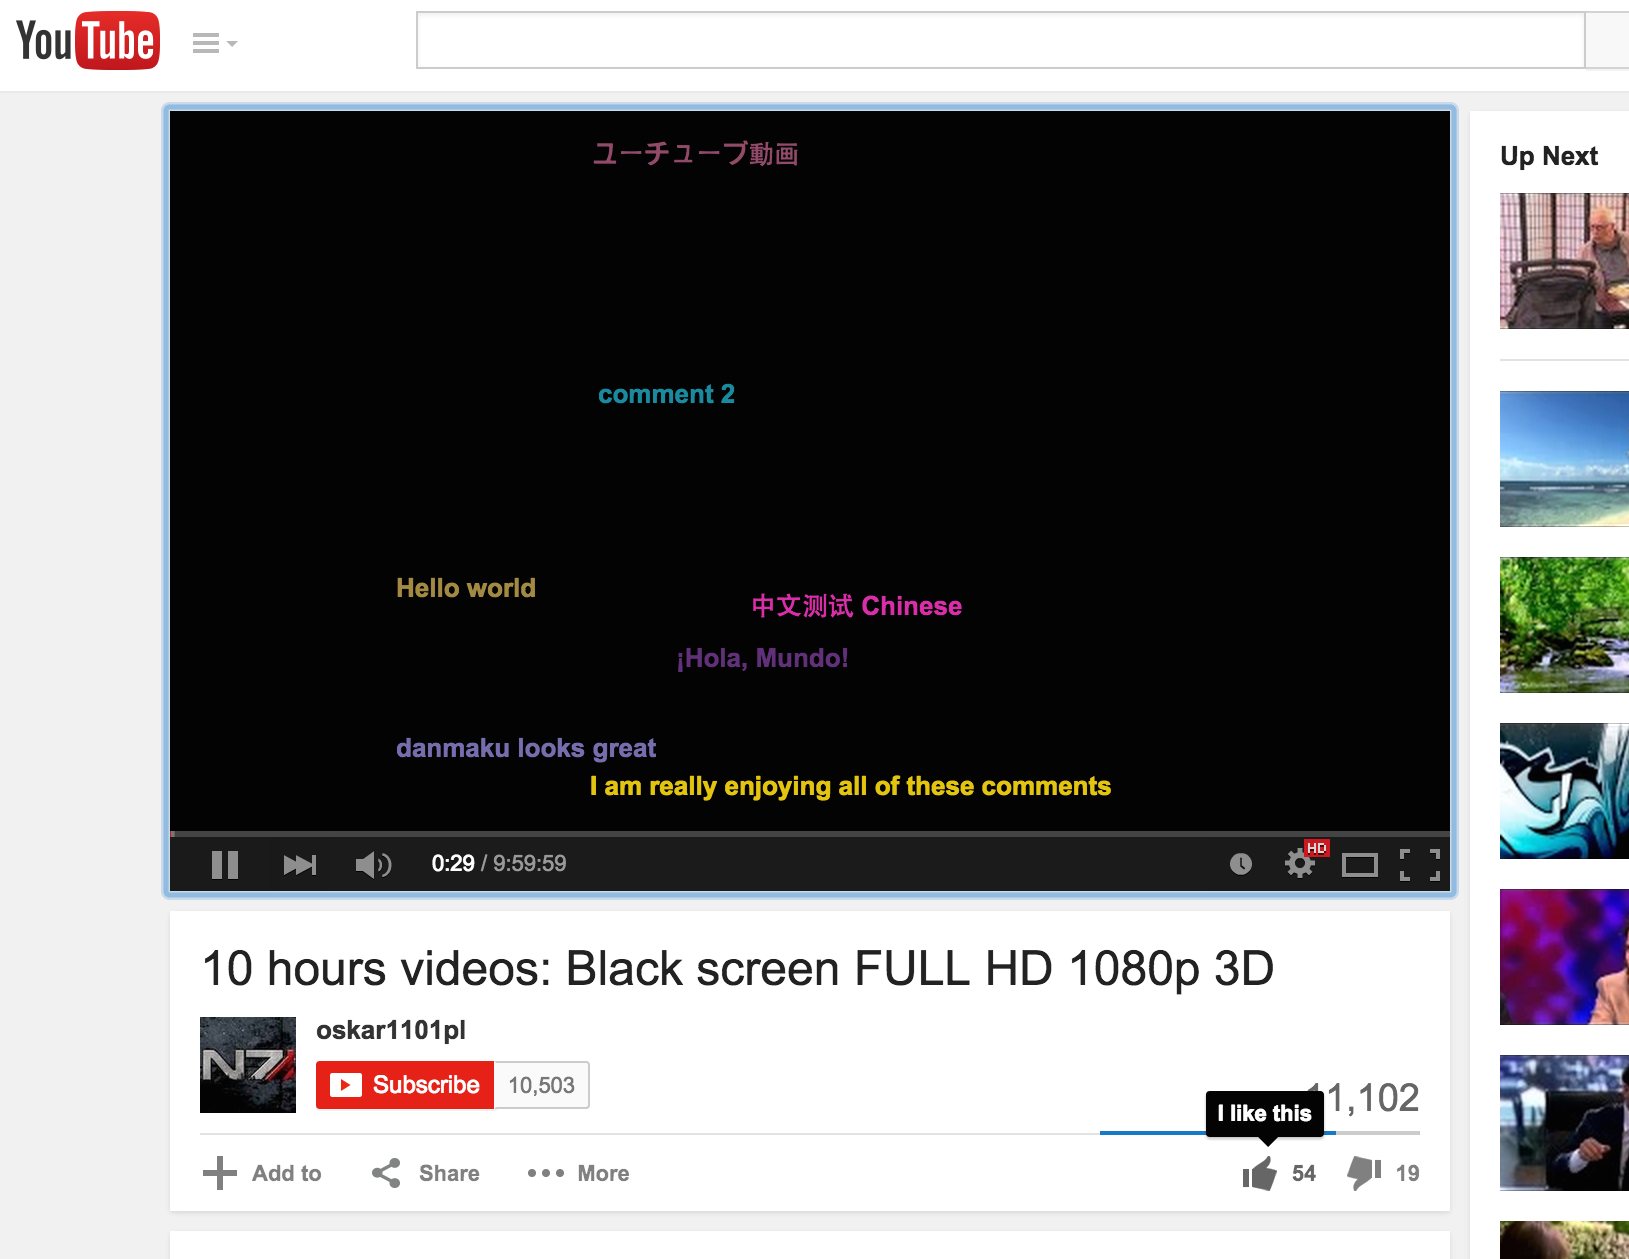 YouTube
ユーチューブ動画
Up Next
comment 2
Hello world
中文测试 Chinese
¡Hola, Mundo!
danmaku looks great
I am really enjoying all of these comments
0:29 / 9:59:59
HD
10 hours videos: Black screen FULL HD 1080p 3D
N7
oskar1101pl
Subscribe 10,503
11,102
I like this
Add to Share More 54 19